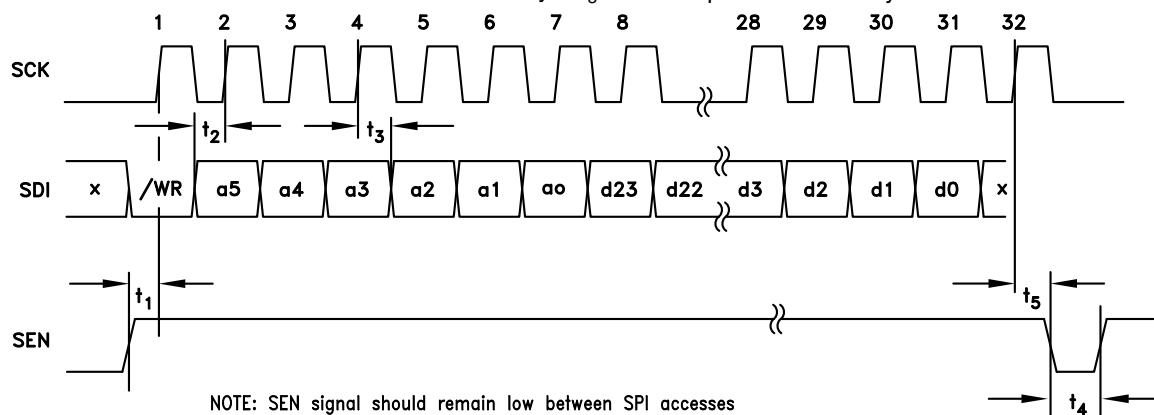 1 2 3 4 5 6 7 8 28 29 30 31 32
SCK
t2 t3
SDI x /WR a5 a4 a3 a2 a1 ao d23 d22 d3 d2 d1 d0 x
t1 t5
SEN
t4
NOTE: SEN signal should remain low between SPI accesses